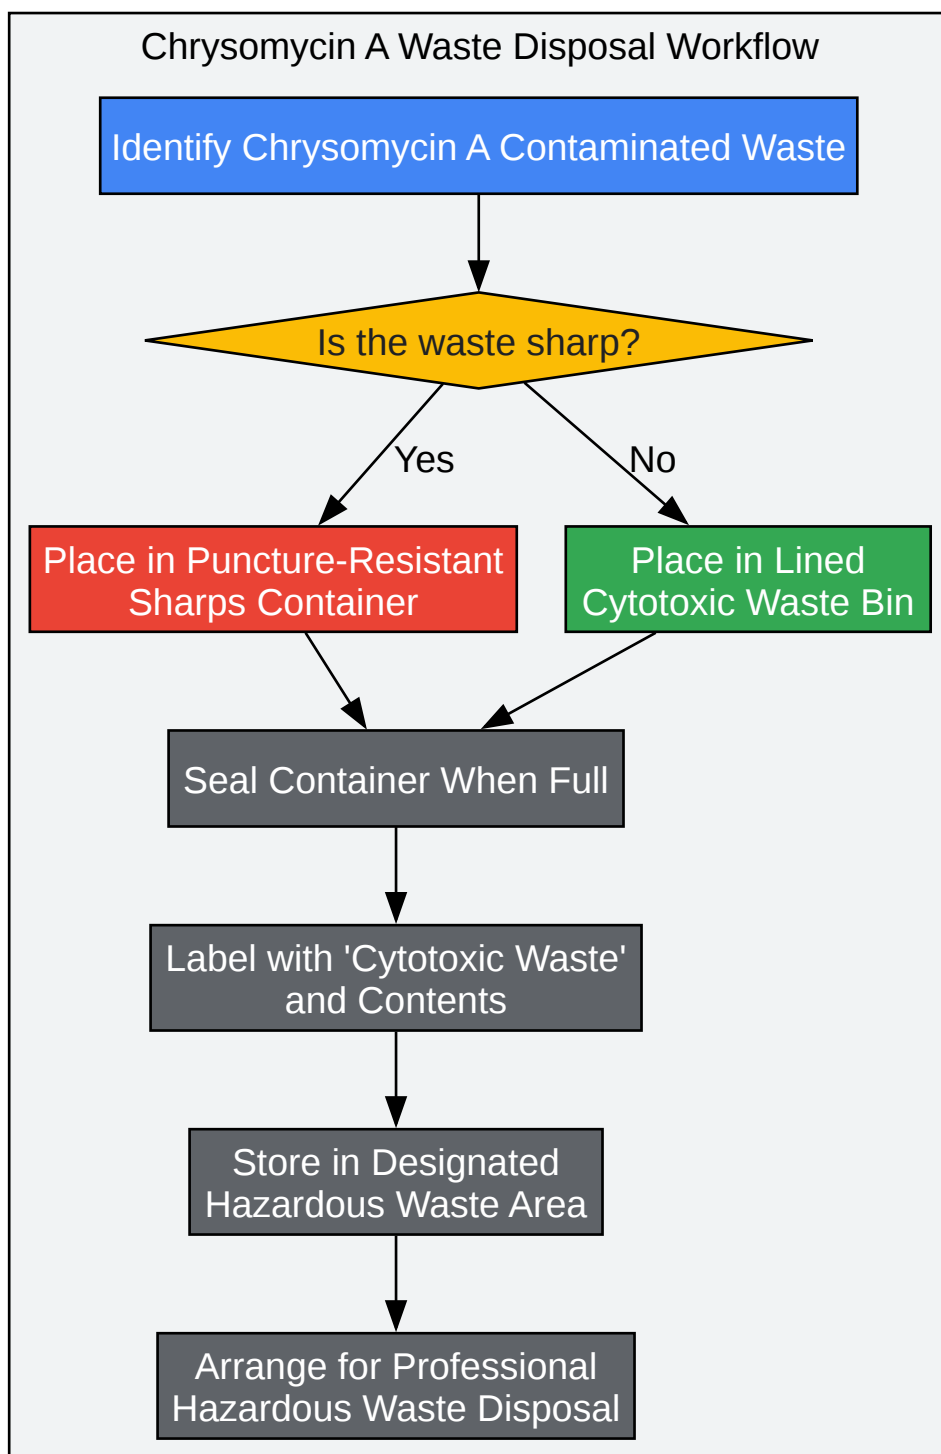 Chrysomycin A Waste Disposal Workflow
Identify Chrysomycin A Contaminated Waste
Is the waste sharp?
Yes
No
Place in Puncture-Resistant
Sharps Container
Place in Lined
Cytotoxic Waste Bin
Seal Container When Full
Label with 'Cytotoxic Waste'
and Contents
Store in Designated
Hazardous Waste Area
Arrange for Professional
Hazardous Waste Disposal